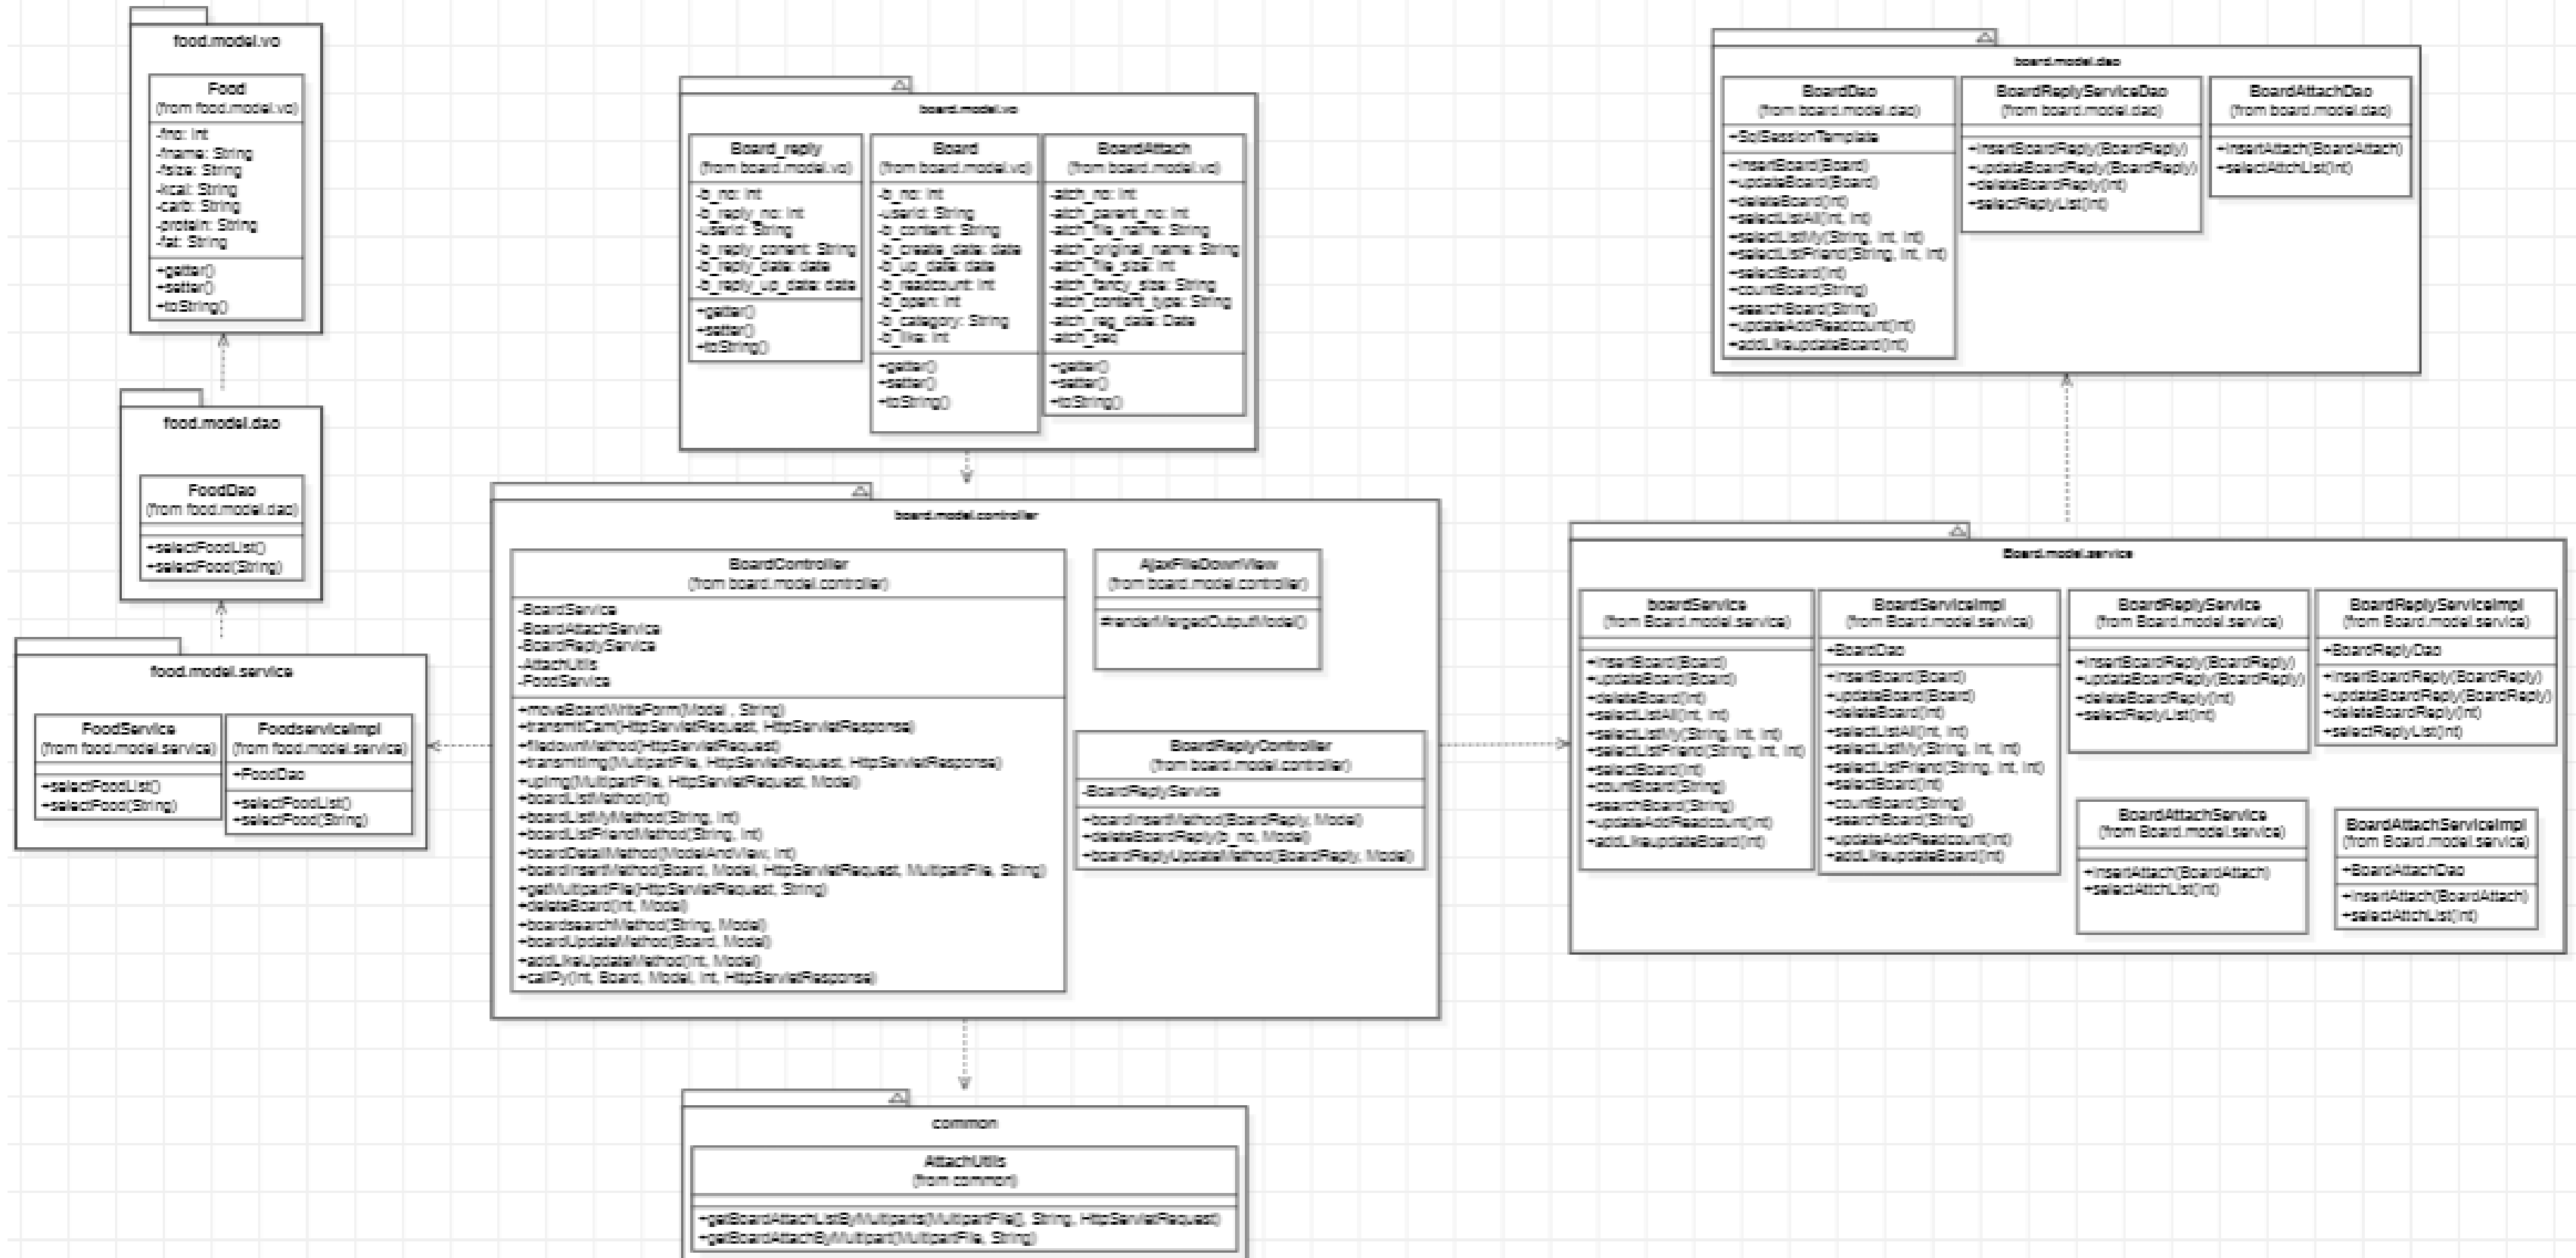 food.model.vo
Food
(from food.model.vo)
-fno: int
-fname: String
-fsize: String
-kcal: String
-carb: String
-protein: String
-fat: String
+getter()
+setter()
+toString()
food.model.dao
FoodDao
(from food.model.dao)
+selectFoodList()
+selectFood(String)
food.model.service
FoodService
(from food.model.service)
+selectFoodList()
+selectFood(String)
FoodserviceImpl
(from food.model.service)
+FoodDao
+selectFoodList()
+selectFood(String)
board.model.vo
Board_reply
(from board.model.vo)
-b_no: int
-b_reply_no: int
-userid: String
-b_reply_conent: String
-b_reply_date: date
-b_reply_up_date: date
+getter()
+setter()
+toString()
Board
(from board.model.vo)
-b_no: int
-userid: String
-b_content: String
-b_create_date: date
-b_up_date: date
-b_readcount: int
-b_open: int
-b_category: String
-b_like: int
+getter()
+setter()
+toString()
BoardAttach
(from board.model.vo)
-atch_no: int
-atch_parent_no: int
-atch_file_name: String
-atch_original_name: String
-atch_file_size: int
-atch_fancy_size: String
-atch_content_type: String
-atch_reg_date: Date
-atch_seq
+getter()
+setter()
+toString()
board.model.controller
BoardController
(from board.model.controller)
-BoardService
-BoardAttachService
-BoardReplyService
-AttachUtils
-FoodService
+moveBoardWriteForm(Model , String)
+transmitCam(HttpServletRequest, HttpServletResponse)
+filedownMethod(HttpServletRequest)
+transmitImg(MultipartFile, HttpServletRequest, HttpServletResponse)
+upImg(MultipartFile, HttpServletRequest, Model)
+boardListMethod(int)
+boardListMyMethod(String, int)
+boardListFriendMethod(String, int)
+boardDetailMethod(ModelAndView, int)
+boardInsertMethod(Board, Model, HttpServletRequest, MultipartFile, String)
+getMultipartFile(HttpServletRequest, String)
+deleteBoard(int, Model)
+boardsearchMethod(String, Model)
+boardUpdateMethod(Board, Model)
+addLikeUpdateMethod(int, Model)
+callPy(int, Board, Model, int, HttpServletResponse)
AjaxFileDownView
(from board.model.controller)
#renderMergedOutputModel()
BoardReplyController
(from board.model.controller)
-BoardReplyService
+boardInsertMethod(BoardReply, Model)
+deleteBoardReply(b_no, Model)
+boardReplyUpdateMethod(BoardReply, Model)
common
AttachUtils
(from common)
+getBoardAttachListByMultiparts(MultipartFile[], String, HttpServletRequest)
+getBoardAttachByMultipart(MultipartFile, String)
board.model.dao
BoardDao
(from board.model.dao)
+SqlSessionTemplate
+insertBoard(Board)
+updateBoard(Board)
+deleteBoard(int)
+selectListAll(int, int)
+selectListMy(String, int, int)
+selectListFriend(String, int, int)
+selectBoard(int)
+countBoard(String)
+searchBoard(String)
+updateAddReadcount(int)
+addLikeupdateBoard(int)
BoardReplyServiceDao
(from board.model.dao)
+insertBoardReply(BoardReply)
+updateBoardReply(BoardReply)
+deleteBoardReply(int)
+selectReplyList(int)
BoardAttachDao
(from board.model.dao)
+insertAttach(BoardAttach)
+selectAttchList(int)
Board.model.service
boardService
(from Board.model.service)
+insertBoard(Board)
+updateBoard(Board)
+deleteBoard(int)
+selectListAll(int, int)
+selectListMy(String, int, int)
+selectListFriend(String, int, int)
+selectBoard(int)
+countBoard(String)
+searchBoard(String)
+updateAddReadcount(int)
+addLikeupdateBoard(int)
BoardServiceImpl
(from Board.model.service)
+BoardDao
+insertBoard(Board)
+updateBoard(Board)
+deleteBoard(int)
+selectListAll(int, int)
+selectListMy(String, int, int)
+selectListFriend(String, int, int)
+selectBoard(int)
+countBoard(String)
+searchBoard(String)
+updateAddReadcount(int)
+addLikeupdateBoard(int)
BoardReplyService
(from Board.model.service)
+insertBoardReply(BoardReply)
+updateBoardReply(BoardReply)
+deleteBoardReply(int)
+selectReplyList(int)
BoardReplyServiceImpl
(from Board.model.service)
+BoardReplyDao
+insertBoardReply(BoardReply)
+updateBoardReply(BoardReply)
+deleteBoardReply(int)
+selectReplyList(int)
BoardAttachService
(from Board.model.service)
+insertAttach(BoardAttach)
+selectAttchList(int)
BoardAttachServiceImpl
(from Board.model.service)
+BoardAttachDao
+insertAttach(BoardAttach)
+selectAttchList(int)